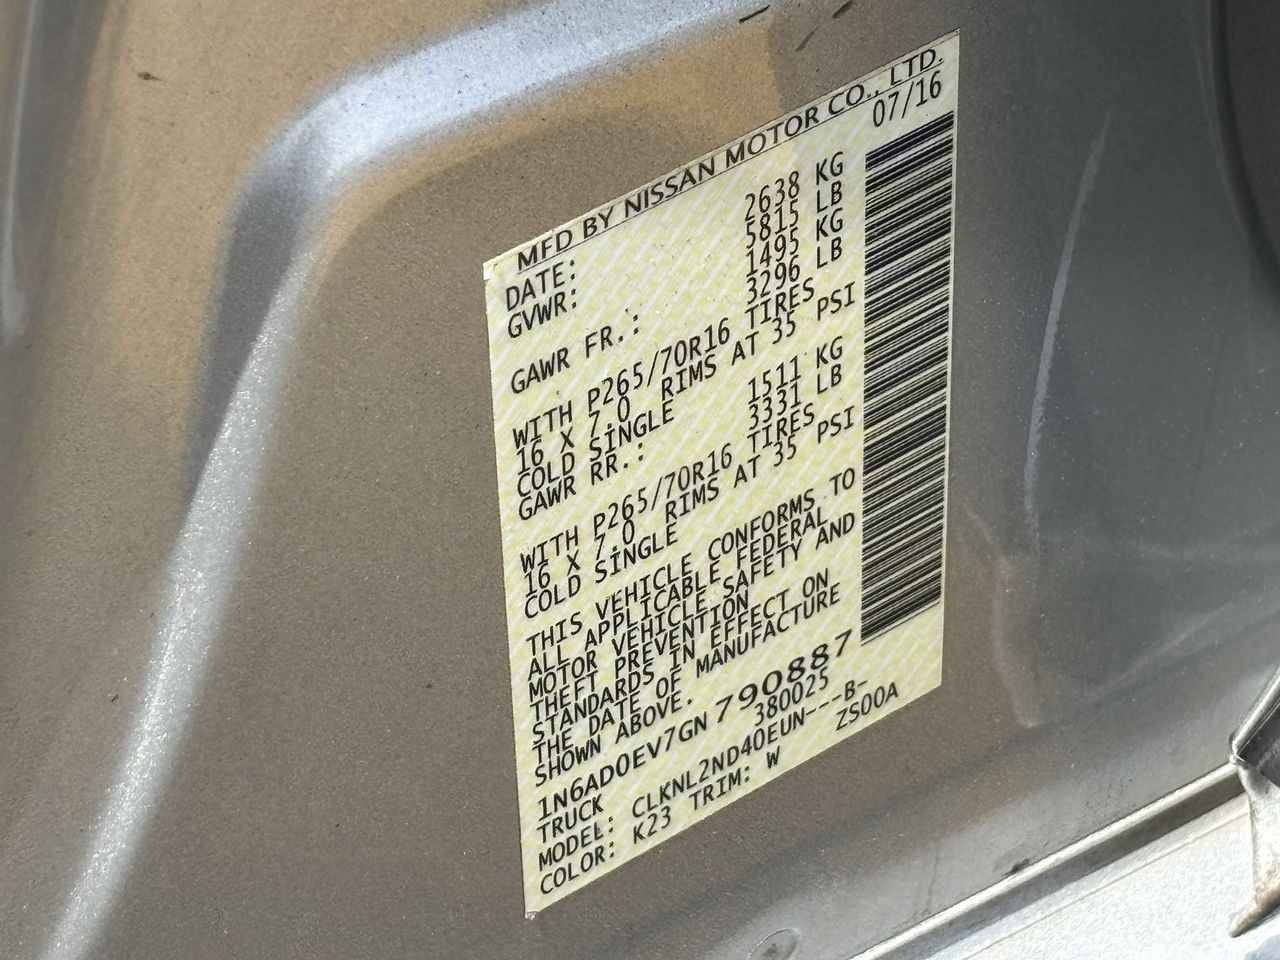 MFD BY NISSAN MOTOR CO., LTD.
DATE: 07/16
GVWR: 2638 KG
5815 LB
GAWR FR.: 1495 KG
3296 LB
WITH P265/70R16 TIRES
16 X 7.0 RIMS AT 35 PSI
COLD SINGLE
GAWR RR.: 1511 KG
3331 LB
WITH P265/70R16 TIRES
16 X 7.0 RIMS AT 35 PSI
COLD SINGLE
THIS VEHICLE CONFORMS TO
ALL APPLICABLE FEDERAL
MOTOR VEHICLE SAFETY AND
THEFT PREVENTION
STANDARDS IN EFFECT ON
THE DATE OF MANUFACTURE
SHOWN ABOVE.
1N6AD0EV7GN 790887
TRUCK 380025
MODEL: CLKNL2ND40EUN---B-
COLOR: K23 TRIM: W ZS00A